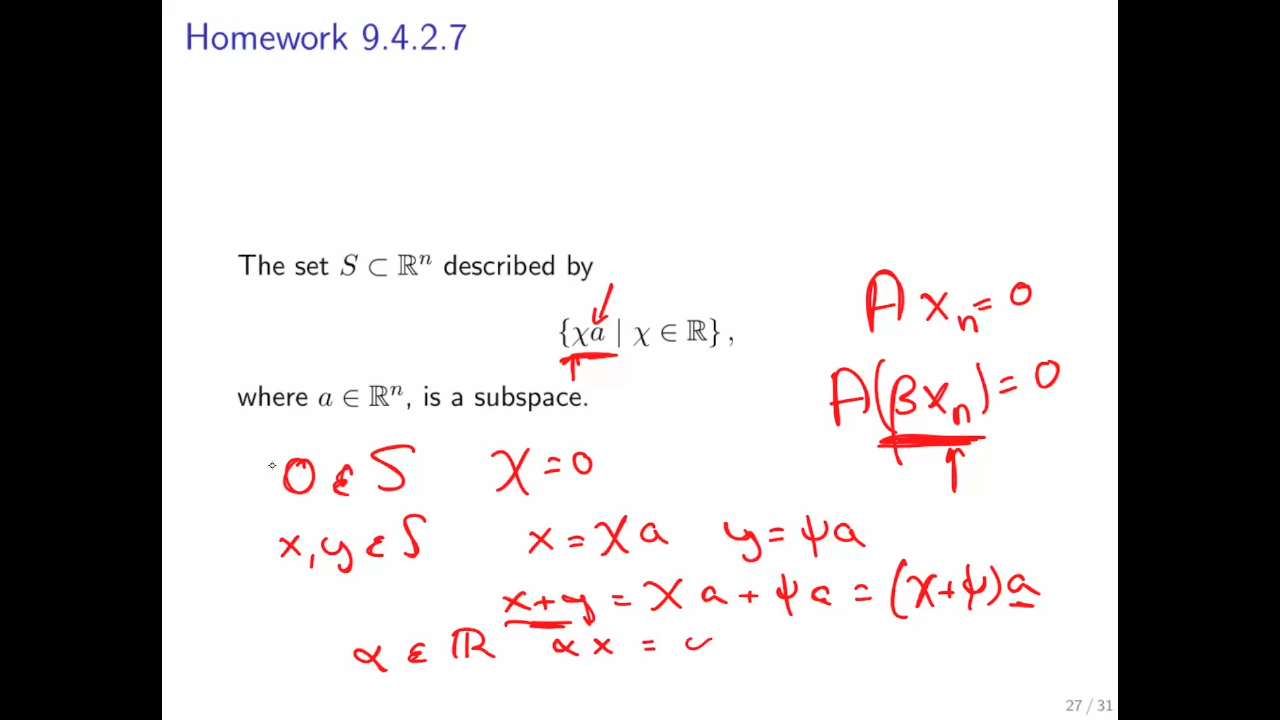 Homework 9.4.2.7
The set S ⊂ ℝⁿ described by
{χa | χ ∈ ℝ},
where a ∈ ℝⁿ, is a subspace.
A xₙ = 0
A(βxₙ) = 0
0 ∈ S χ = 0
x, y ∈ S x = χa y = ψa
x+y = χa + ψa = (χ+ψ)a
α ∈ ℝ αx =
27 / 31